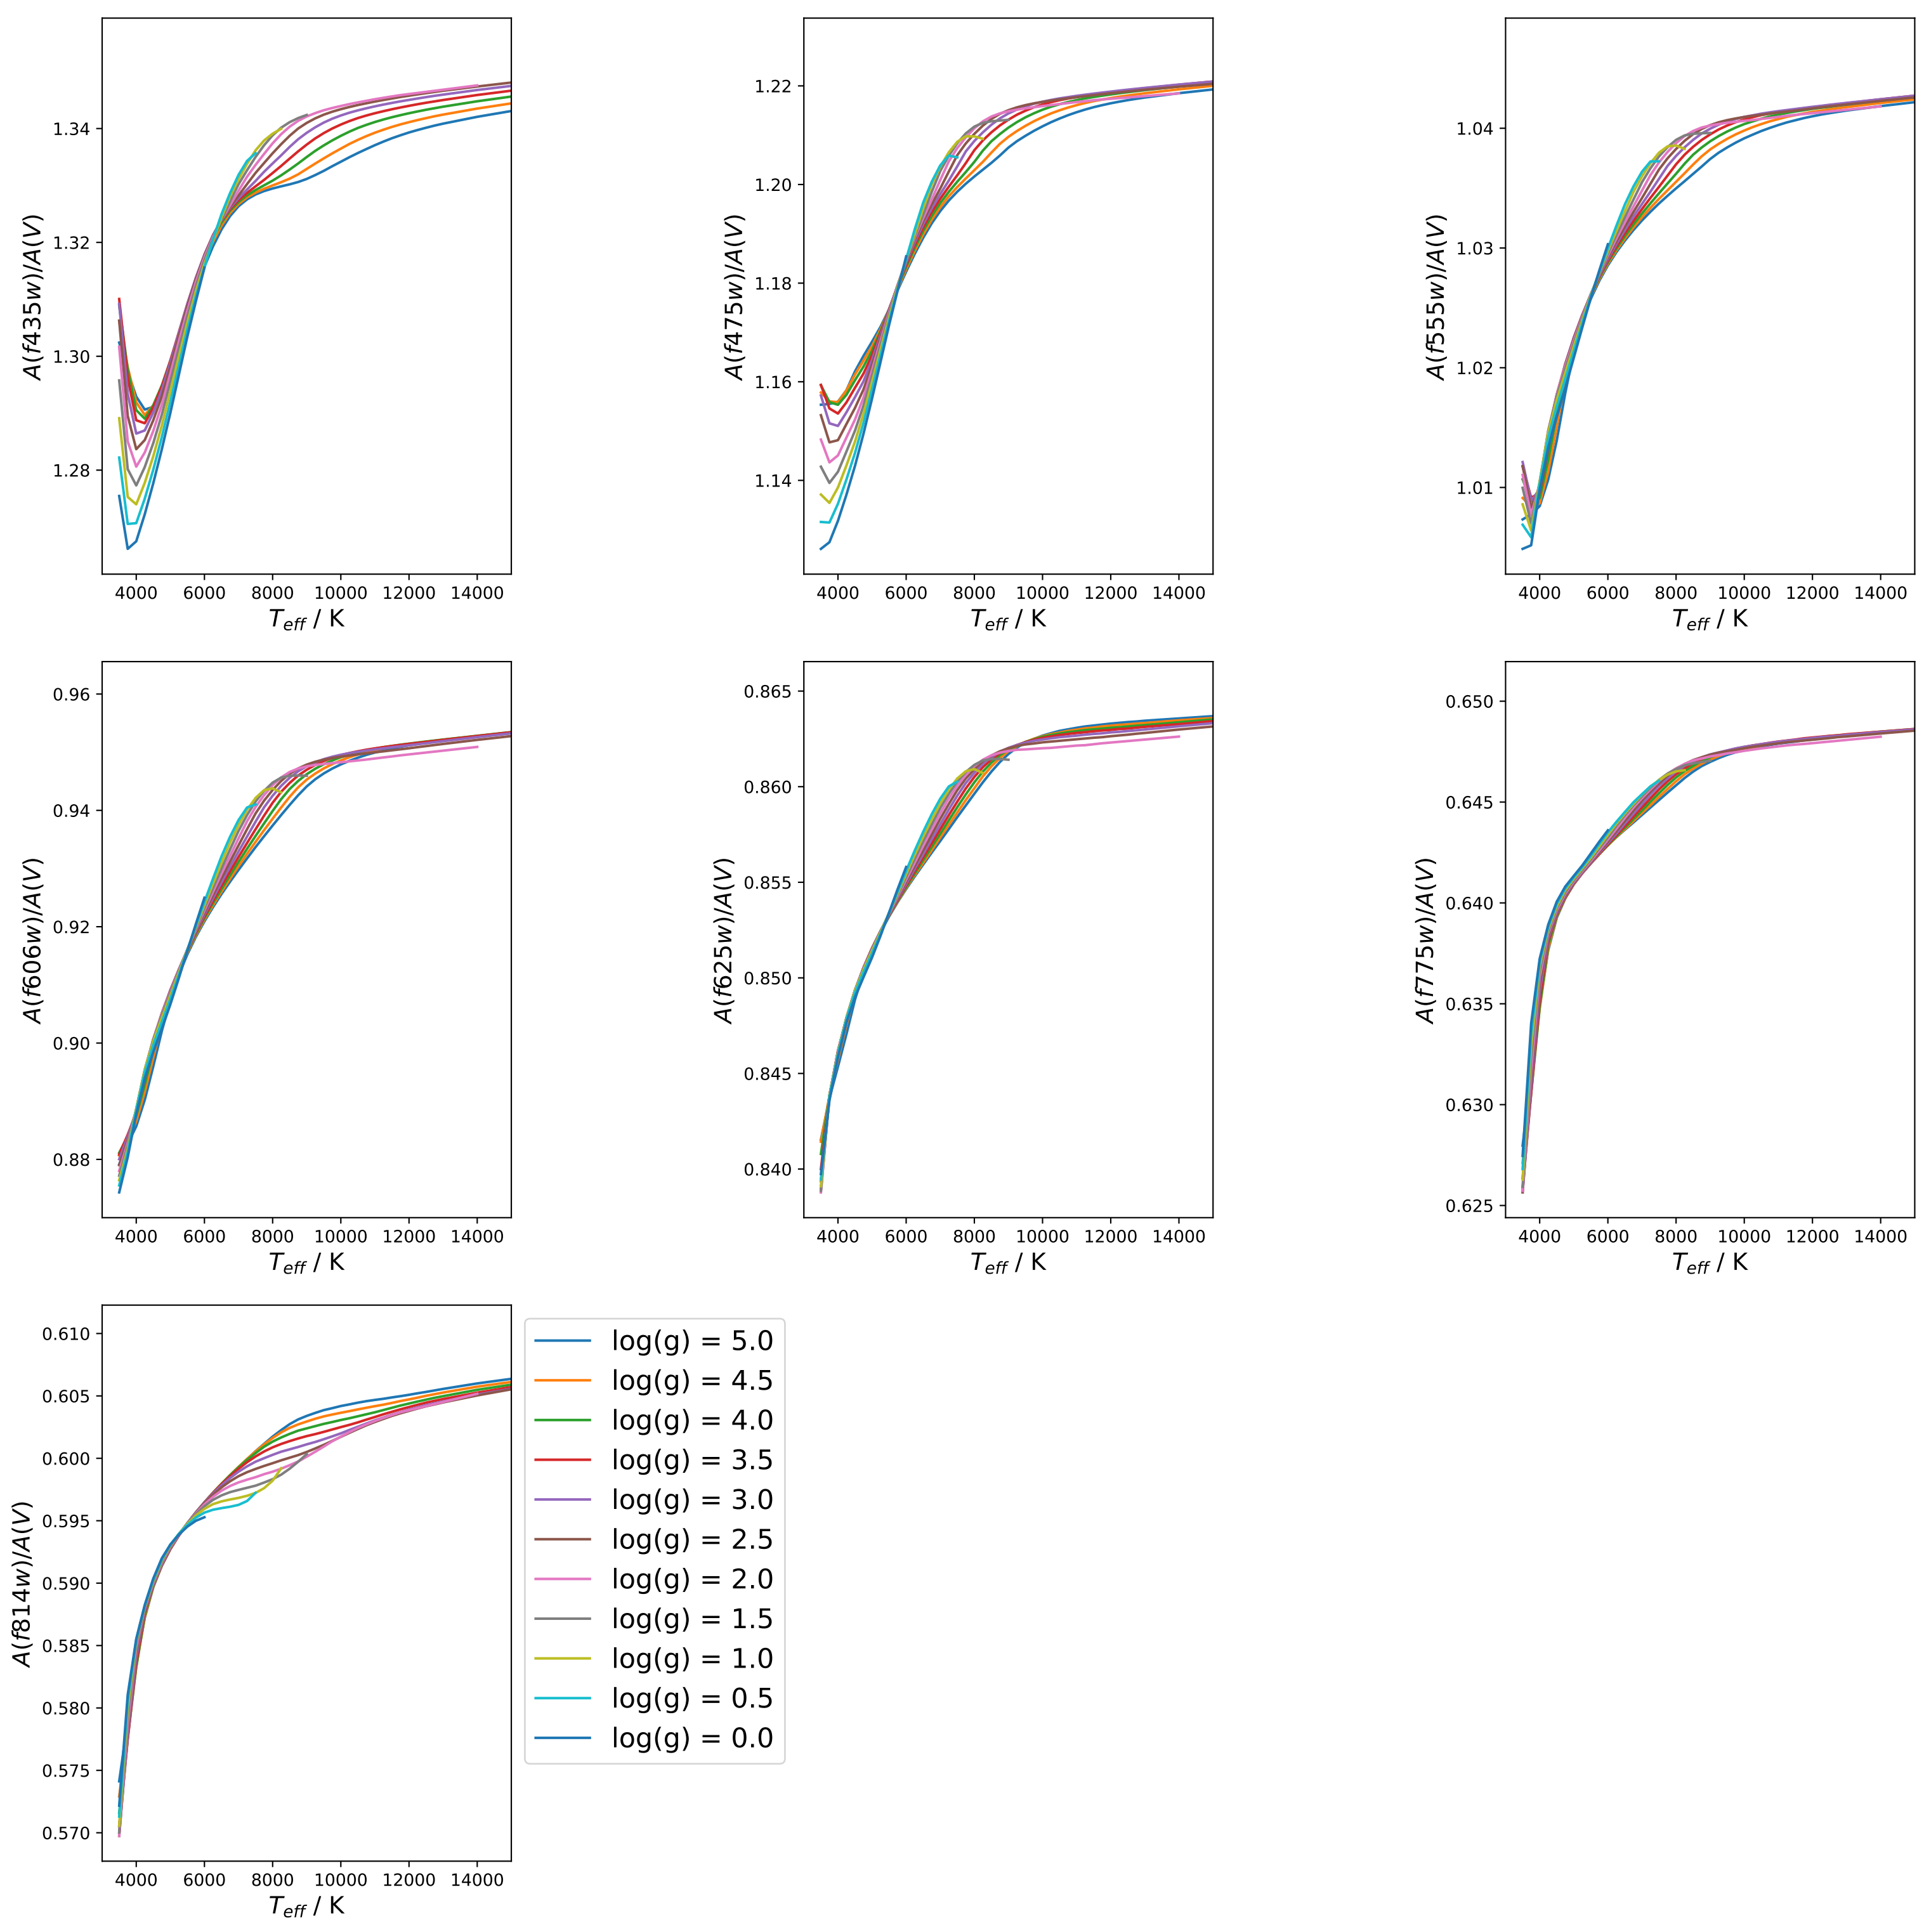 1.34
1.32
1.30
1.28
A(f435w)/A(V)
4000 6000 8000 10000 12000 14000
T_eff / K
1.22
1.20
1.18
1.16
1.14
A(f475w)/A(V)
4000 6000 8000 10000 12000 14000
T_eff / K
1.04
1.03
1.02
1.01
A(f555w)/A(V)
4000 6000 8000 10000 12000 14000
T_eff / K
0.96
0.94
0.92
0.90
0.88
A(f606w)/A(V)
4000 6000 8000 10000 12000 14000
T_eff / K
0.865
0.860
0.855
0.850
0.845
0.840
A(f625w)/A(V)
4000 6000 8000 10000 12000 14000
T_eff / K
0.650
0.645
0.640
0.635
0.630
0.625
A(f775w)/A(V)
4000 6000 8000 10000 12000 14000
T_eff / K
0.610
0.605
0.600
0.595
0.590
0.585
0.580
0.575
0.570
A(f814w)/A(V)
4000 6000 8000 10000 12000 14000
T_eff / K
log(g) = 5.0
log(g) = 4.5
log(g) = 4.0
log(g) = 3.5
log(g) = 3.0
log(g) = 2.5
log(g) = 2.0
log(g) = 1.5
log(g) = 1.0
log(g) = 0.5
log(g) = 0.0